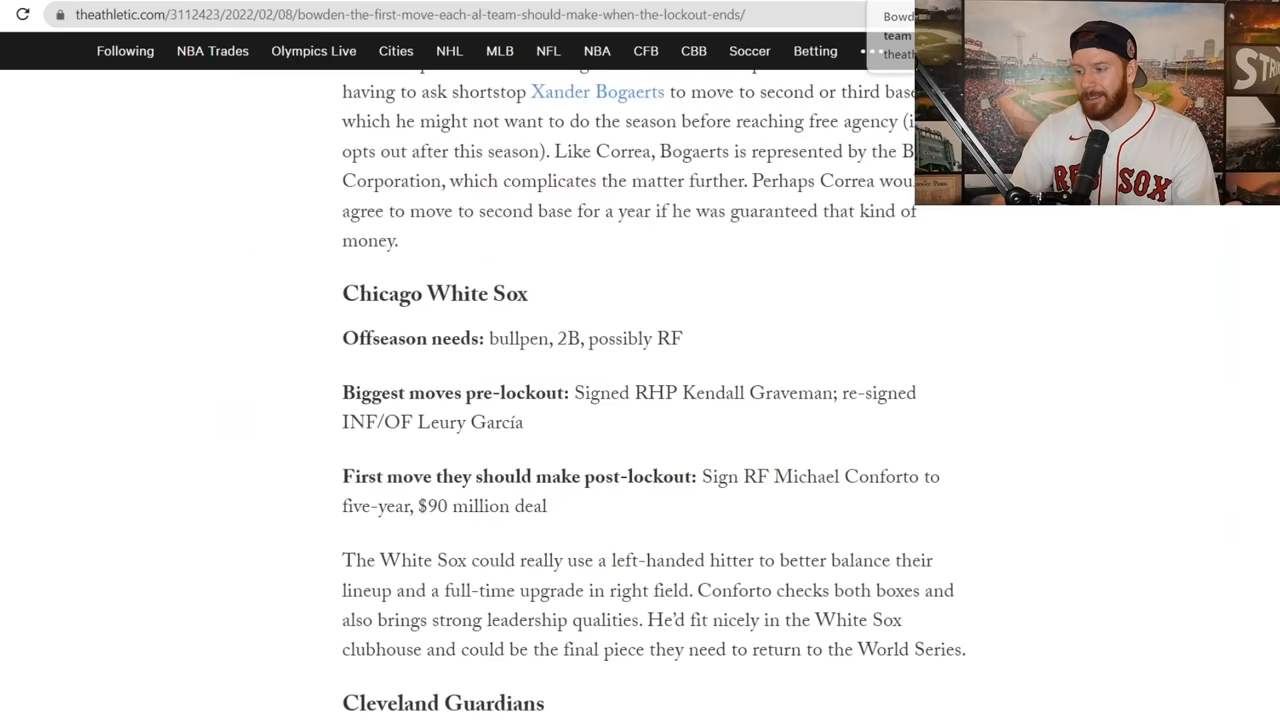 theathletic.com/3112423/2022/02/08/bowden-the-first-move-each-al-team-should-make-when-the-lockout-ends/
Bowd
team
theath
Following NBA Trades Olympics Live Cities NHL MLB NFL NBA CFB CBB Soccer Betting
having to ask shortstop Xander Bogaerts to move to second or third base
which he might not want to do the season before reaching free agency (i
opts out after this season). Like Correa, Bogaerts is represented by the B
Corporation, which complicates the matter further. Perhaps Correa wou
agree to move to second base for a year if he was guaranteed that kind of
money.
Chicago White Sox
Offseason needs: bullpen, 2B, possibly RF
Biggest moves pre-lockout: Signed RHP Kendall Graveman; re-signed
INF/OF Leury García
First move they should make post-lockout: Sign RF Michael Conforto to
five-year, $90 million deal
The White Sox could really use a left-handed hitter to better balance their
lineup and a full-time upgrade in right field. Conforto checks both boxes and
also brings strong leadership qualities. He'd fit nicely in the White Sox
clubhouse and could be the final piece they need to return to the World Series.
Cleveland Guardians
STRI
RED SOX